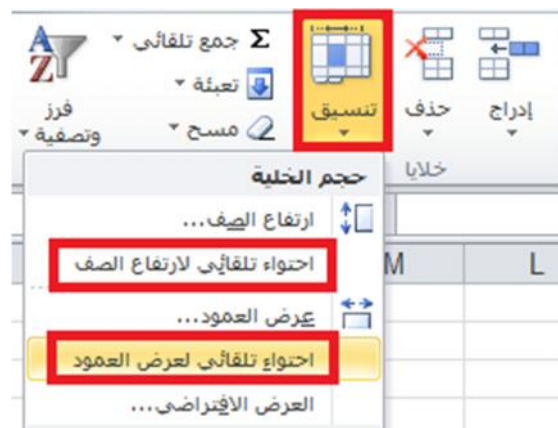 إدراج
حذف
تنسيق
Σ جمع تلقائي
تعبئة
مسح
فرز
وتصفية
خلايا
حجم الخلية
ارتفاع الصف...
احتواء تلقائي لارتفاع الصف
عرض العمود...
احتواء تلقائي لعرض العمود
العرض الافتراضي...
M L